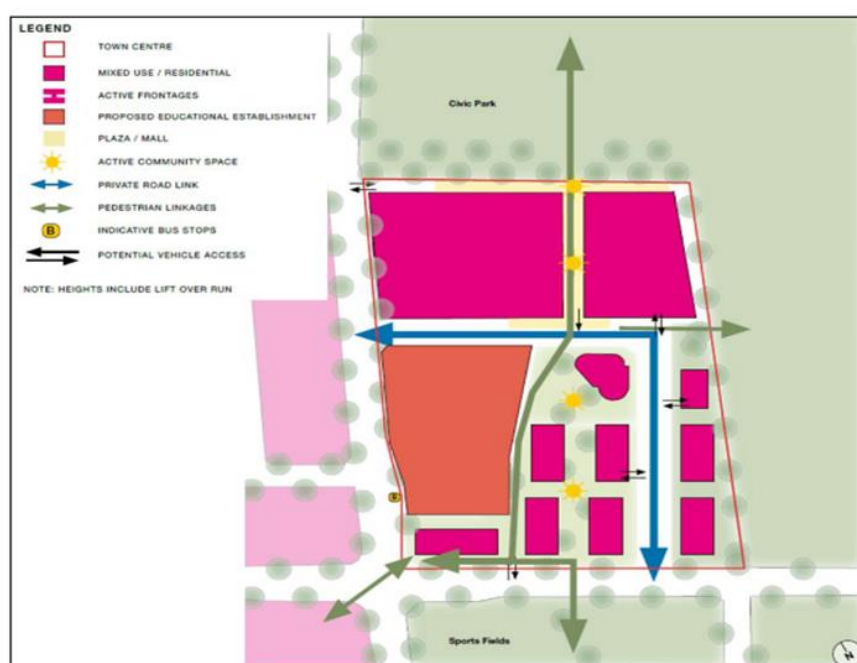 LEGEND
TOWN CENTRE
MIXED USE / RESIDENTIAL
ACTIVE FRONTAGES
PROPOSED EDUCATIONAL ESTABLISHMENT
PLAZA / MALL
ACTIVE COMMUNITY SPACE
PRIVATE ROAD LINK
PEDESTRIAN LINKAGES
B INDICATIVE BUS STOPS
POTENTIAL VEHICLE ACCESS
NOTE: HEIGHTS INCLUDE LIFT OVER RUN
Civic Park
B
Sports Fields
N